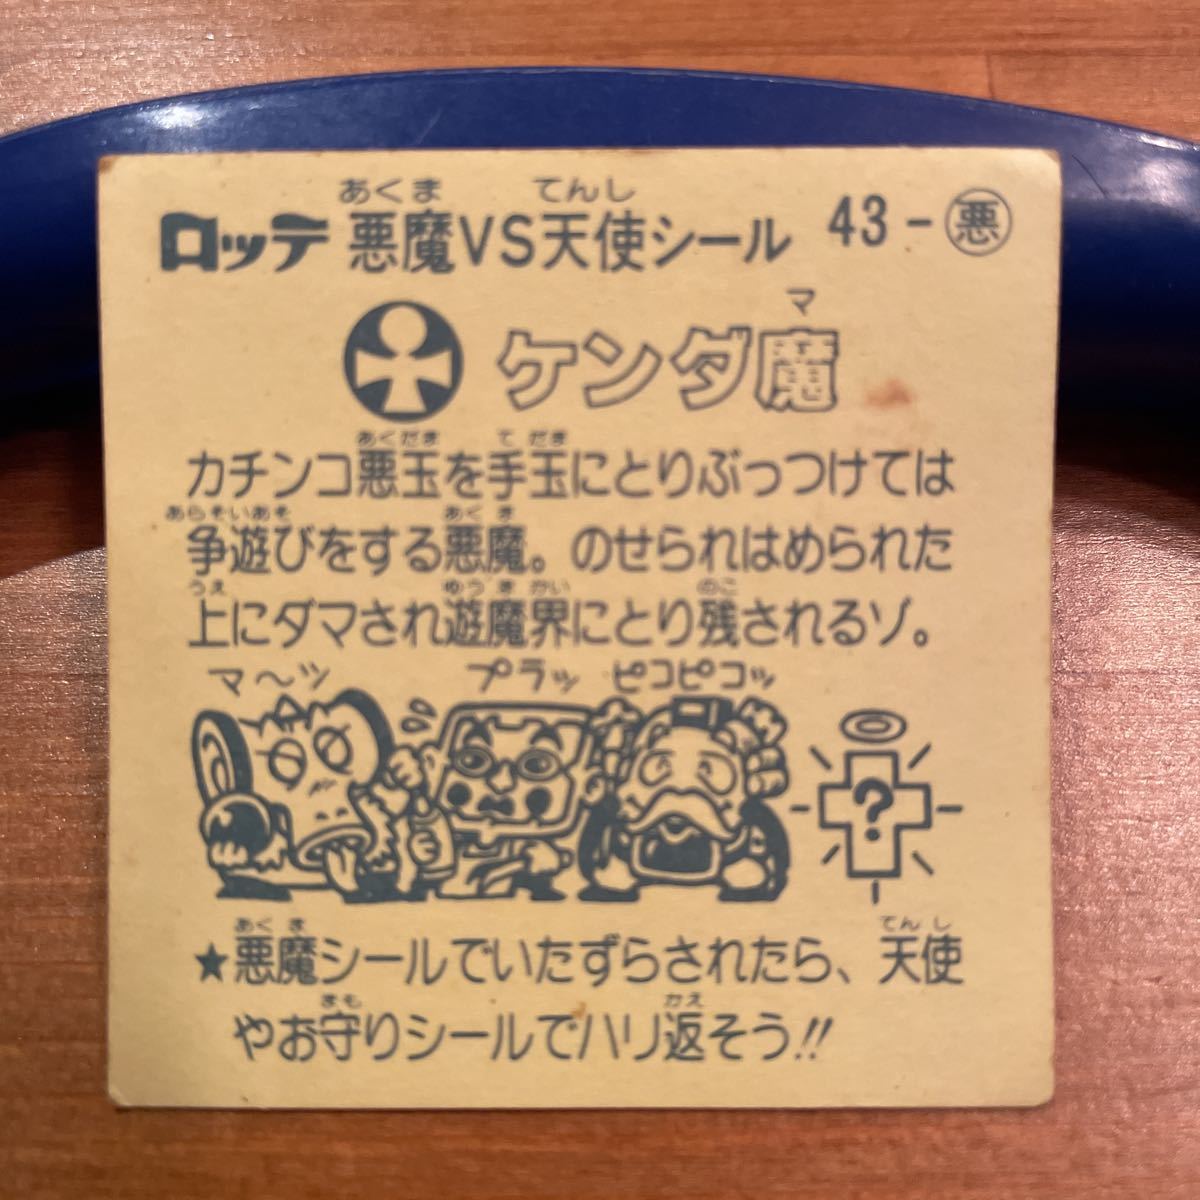 ロッテ 悪魔VS天使シール 43-悪
あくま てんし
ケンダ魔
マ
カチンコ悪玉を手玉にとりぶっつけては
あくだま てだま
争遊びをする悪魔。のせられはめられた
あらそいあそ あくま
上にダマされ遊魔界にとり残されるゾ。
うえ ゆうまかい のこ
マ〜ツ プラッ ピコピコッ
?
★悪魔シールでいたずらされたら、天使
あくま てんし
やお守りシールでハリ返そう!!
まも かえ